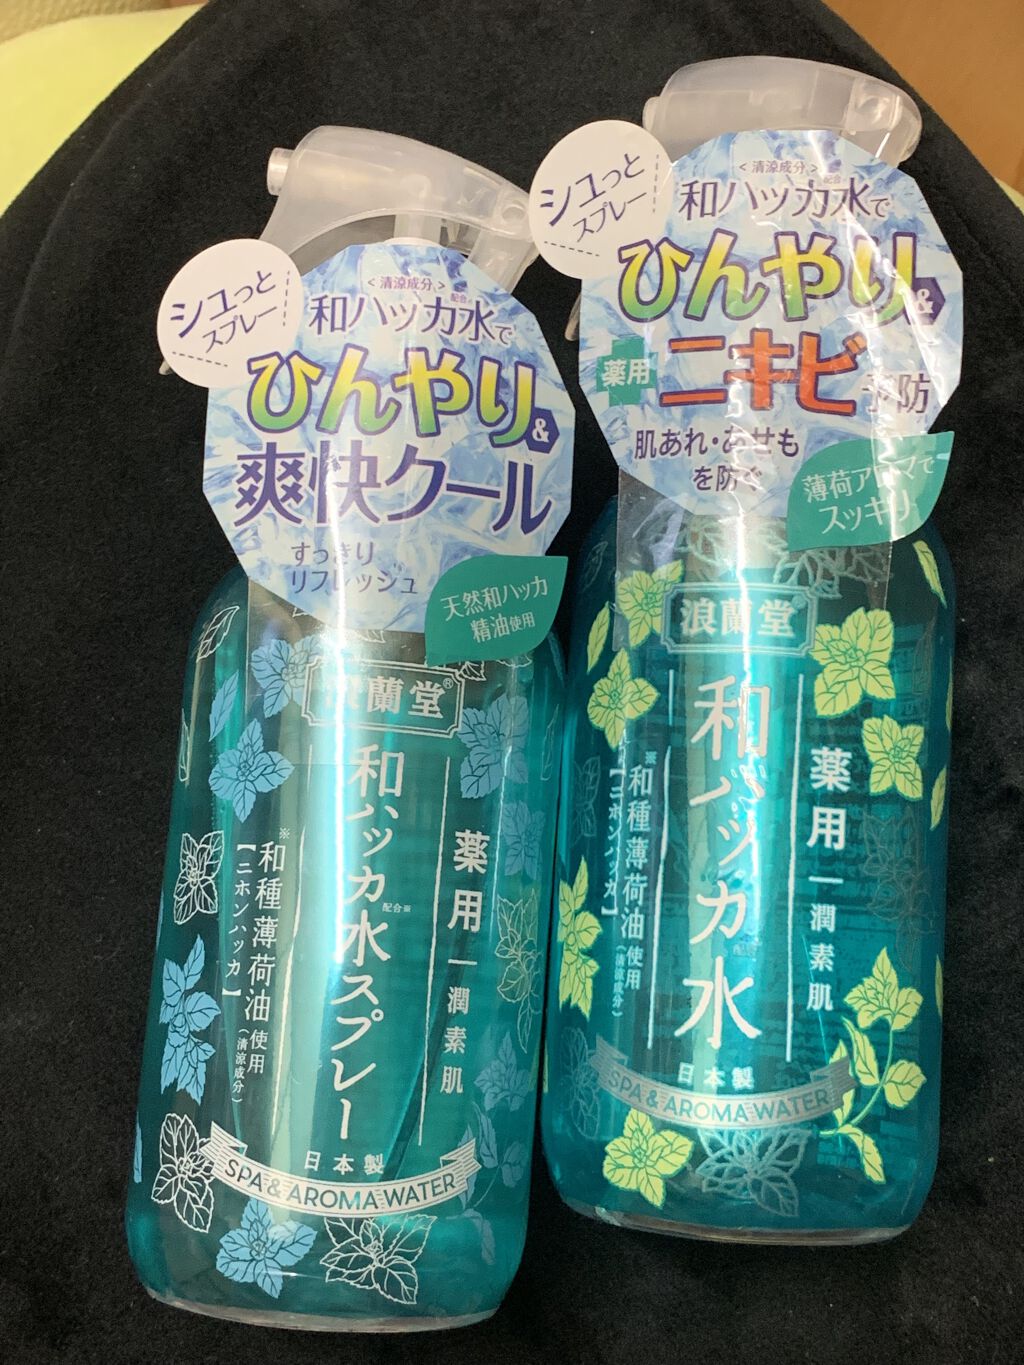 シュっと
スプレー
<清涼成分>
配合
和ハッカ水で
ひんやり&
爽快クール
すっきり
リフレッシュ
天然和ハッカ
精油使用
蘭堂®
薬用｜潤素肌
和ハッカ水スプレー
配合※
※和種薄荷油使用
(清涼成分)
【ニホンハッカ】
日本製
SPA & AROMA WATER
シュっと
スプレー
<清涼成分>
配合
和ハッカ水で
ひんやり&
薬用
ニキビ予防
肌あれ・あせも
を防ぐ
薄荷アロマで
スッキリ
浪蘭堂®
薬用｜潤素肌
和ハッカ水
※和種薄荷油使用
(清涼成分)
【ニホンハッカ】
日本製
SPA & AROMA WATER